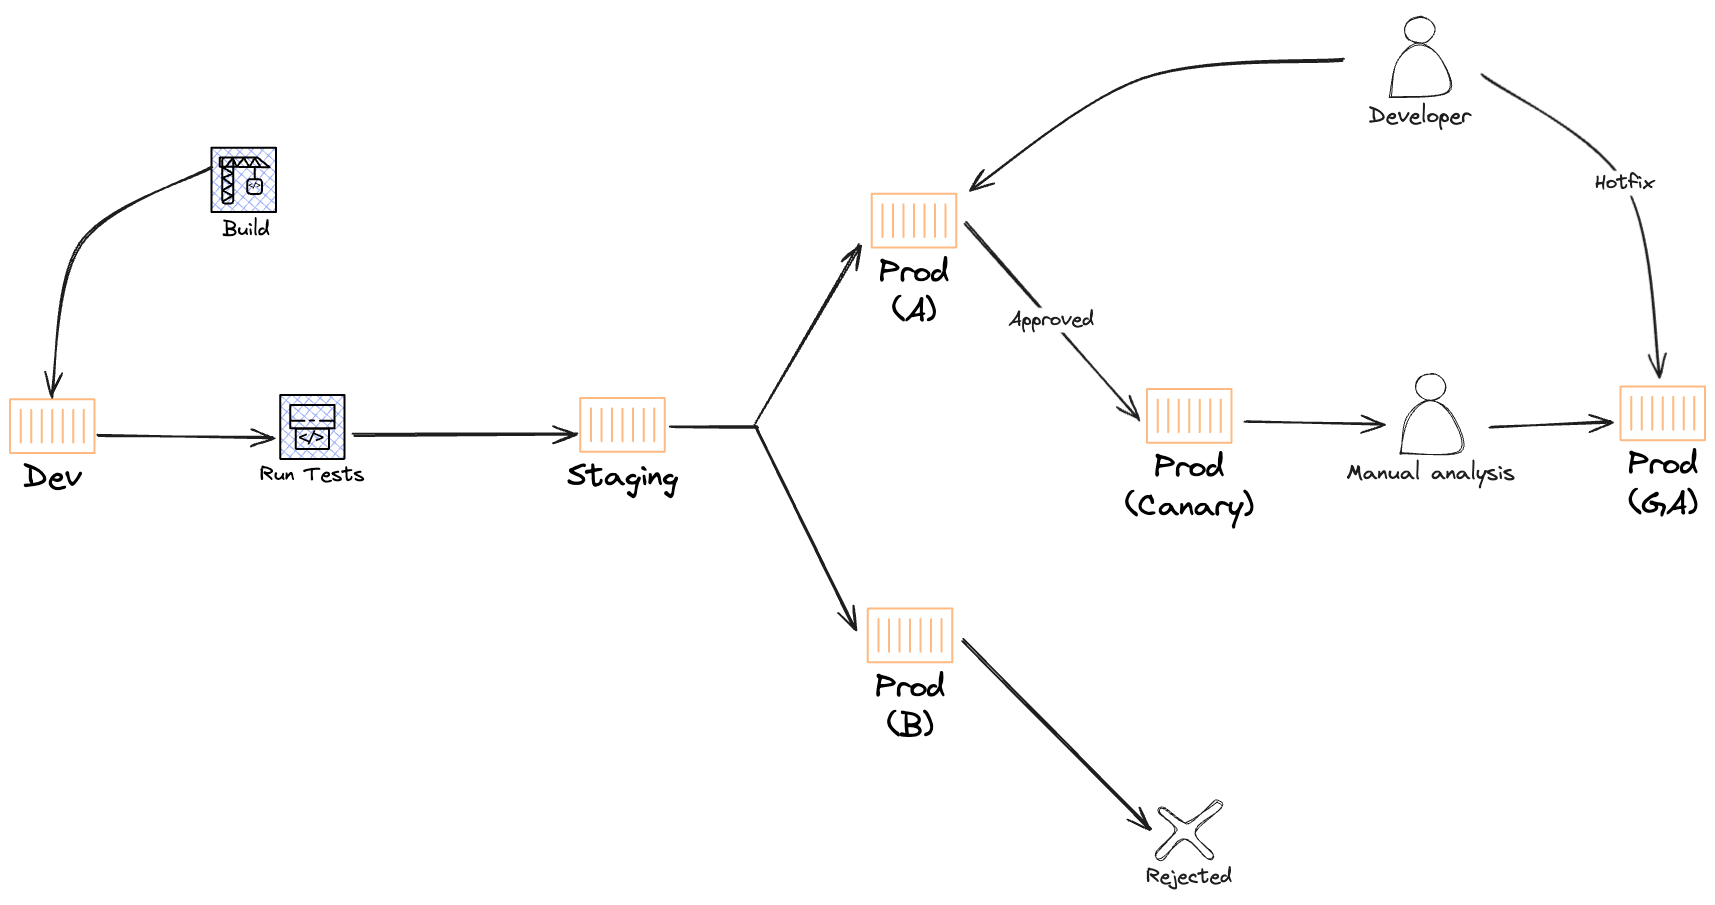 Developer
Hotfix
Build
Prod
(A)
Approved
Dev
Run Tests
</>
Staging
Prod
(Canary)
Manual analysis
Prod
(GA)
Prod
(B)
Rejected